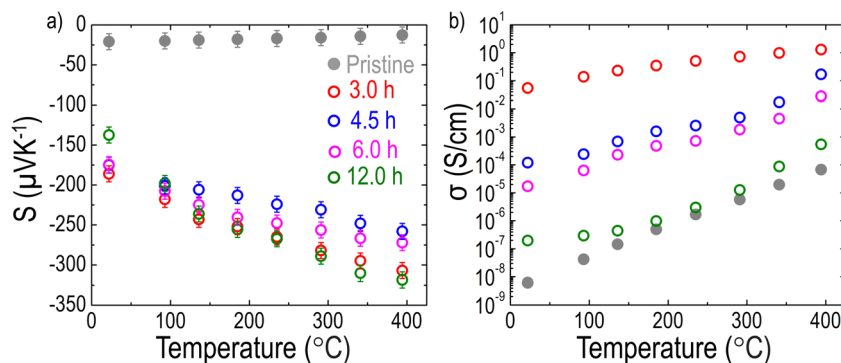 a)
0
-25
-150
-200
-250
-300
-350
S (µVK⁻¹)
Pristine
3.0 h
4.5 h
6.0 h
12.0 h
0 100 200 300 400
Temperature (°C)
b)
10¹
10⁰
10⁻¹
10⁻²
10⁻³
10⁻⁴
10⁻⁵
10⁻⁶
10⁻⁷
10⁻⁸
10⁻⁹
σ (S/cm)
0 100 200 300 400
Temperature (°C)